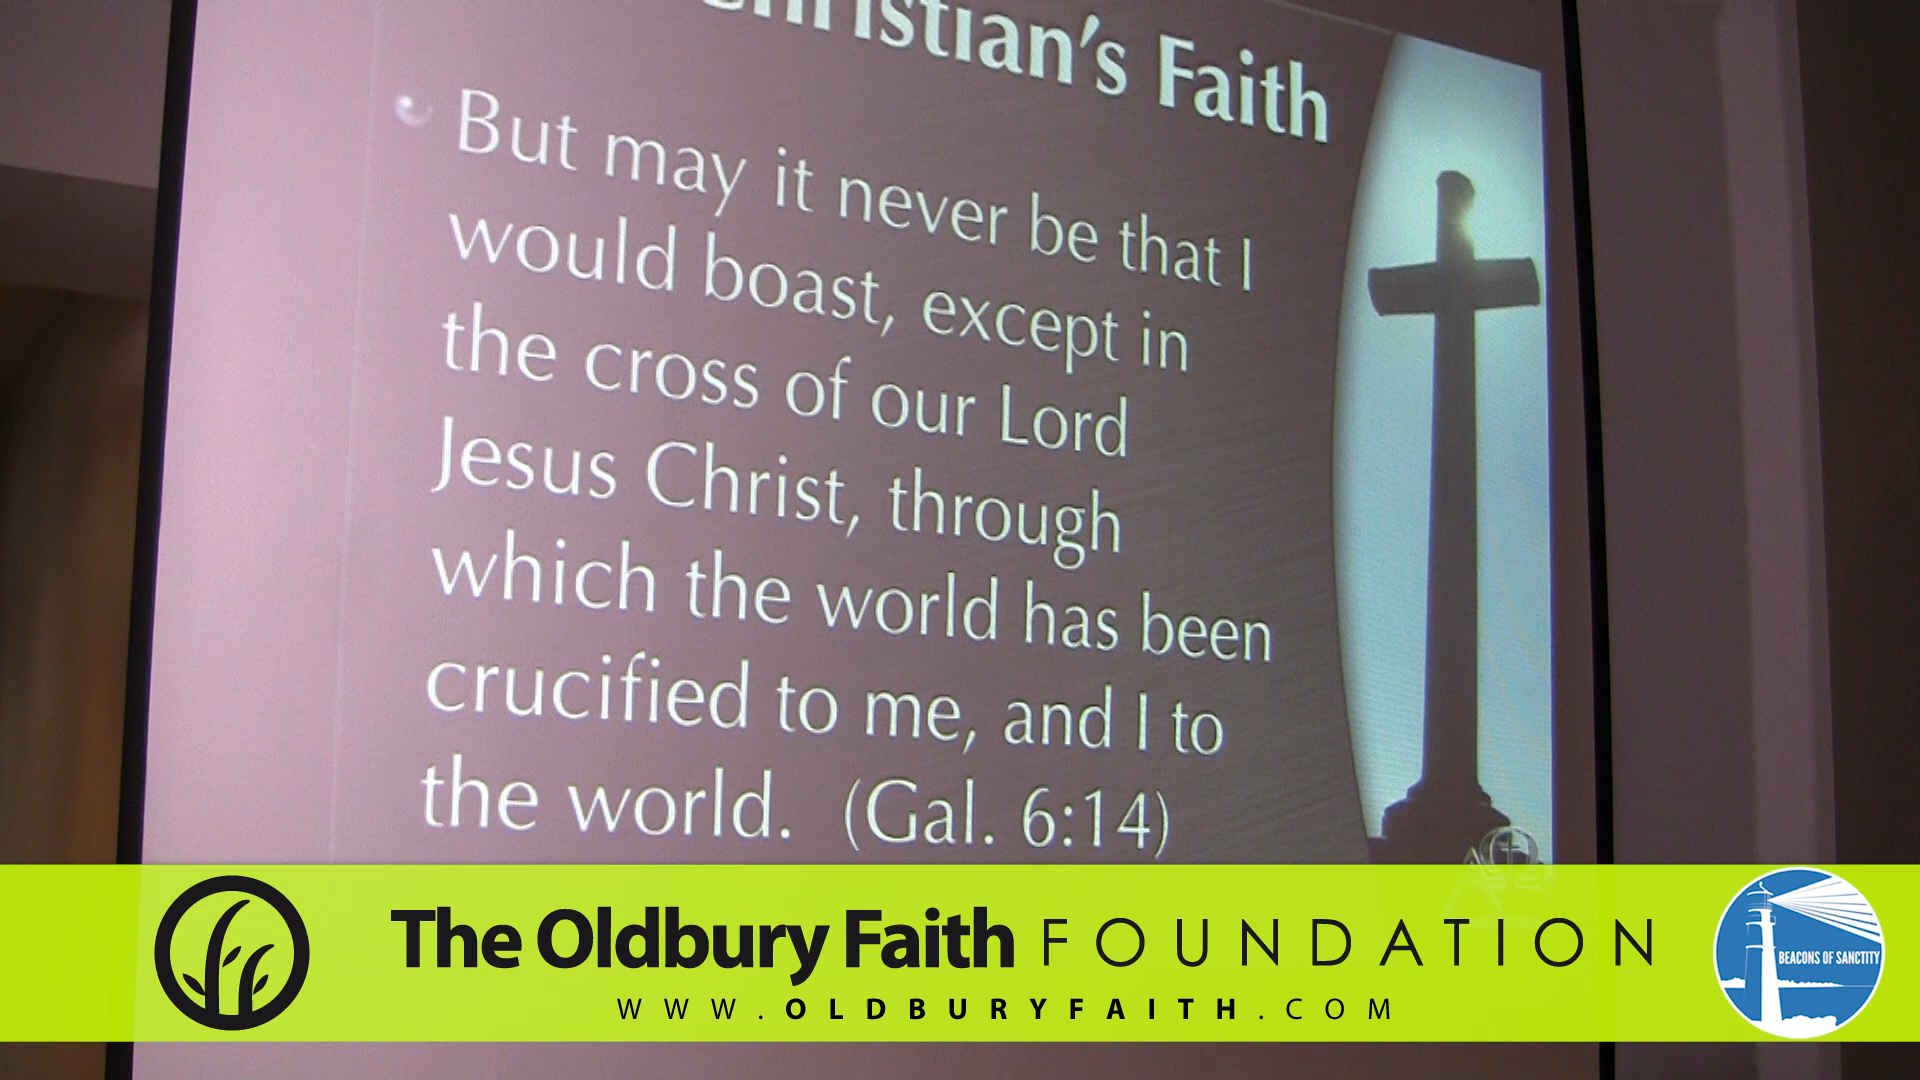 Christian's Faith
But may it never be that I
would boast, except in
the cross of our Lord
Jesus Christ, through
which the world has been
crucified to me, and I to
the world. (Gal. 6:14)
The Oldbury Faith FOUNDATION
WWW.OLDBURYFAITH.COM
BEACONS OF SANCTITY